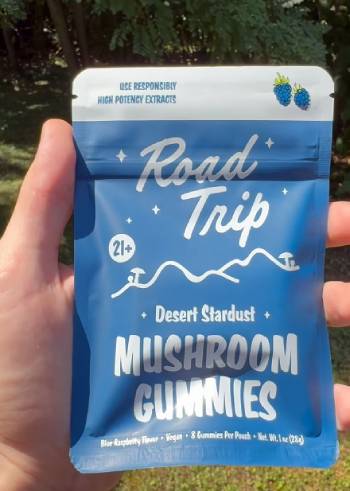 USE RESPONSIBLY
HIGH POTENCY EXTRACTS
Road
Trip
21+
Desert Stardust
MUSHROOM
GUMMIES
Blue Raspberry Flavor • Vegan • 8 Gummies Per Pouch • Net. Wt. 1 oz (28g)